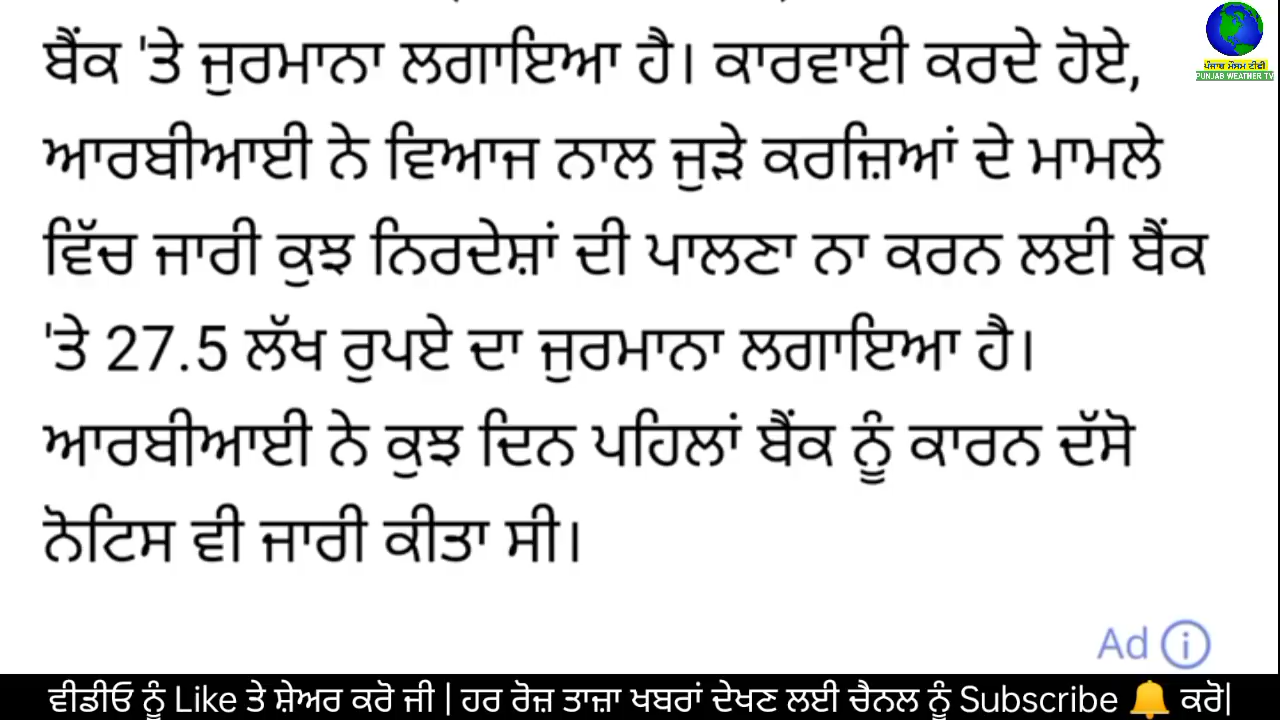 ਬੈਂਕ 'ਤੇ ਜੁਰਮਾਨਾ ਲਗਾਇਆ ਹੈ। ਕਾਰਵਾਈ ਕਰਦੇ ਹੋਏ,
ਆਰਬੀਆਈ ਨੇ ਵਿਆਜ ਨਾਲ ਜੁੜੇ ਕਰਜ਼ਿਆਂ ਦੇ ਮਾਮਲੇ
ਵਿੱਚ ਜਾਰੀ ਕੁਝ ਨਿਰਦੇਸ਼ਾਂ ਦੀ ਪਾਲਣਾ ਨਾ ਕਰਨ ਲਈ ਬੈਂਕ
'ਤੇ 27.5 ਲੱਖ ਰੁਪਏ ਦਾ ਜੁਰਮਾਨਾ ਲਗਾਇਆ ਹੈ।
ਆਰਬੀਆਈ ਨੇ ਕੁਝ ਦਿਨ ਪਹਿਲਾਂ ਬੈਂਕ ਨੂੰ ਕਾਰਨ ਦੱਸੋ
ਨੋਟਿਸ ਵੀ ਜਾਰੀ ਕੀਤਾ ਸੀ।
ਪੰਜਾਬ ਮੌਸਮ ਟੀਵੀ
PUNJAB WEATHER TV
Ad
ਵੀਡੀਓ ਨੂੰ Like ਤੇ ਸ਼ੇਅਰ ਕਰੋ ਜੀ | ਹਰ ਰੋਜ਼ ਤਾਜ਼ਾ ਖਬਰਾਂ ਦੇਖਣ ਲਈ ਚੈਨਲ ਨੂੰ Subscribe 🔔 ਕਰੋ|